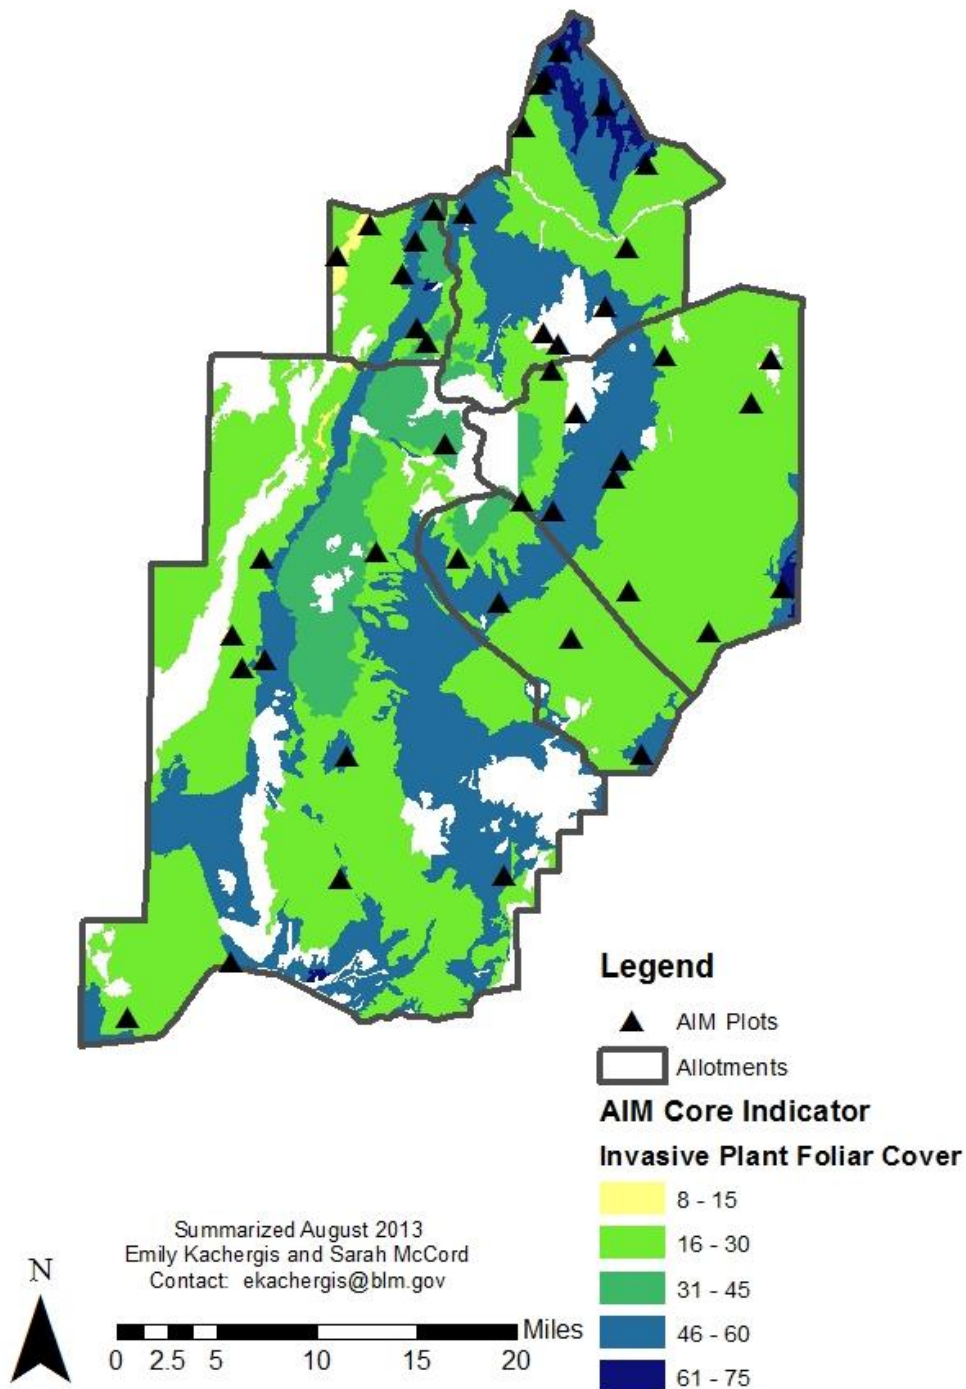 Legend
AIM Plots
Allotments
AIM Core Indicator
Invasive Plant Foliar Cover
8 - 15
16 - 30
31 - 45
46 - 60
61 - 75
Summarized August 2013
Emily Kachergis and Sarah McCord
Contact: ekachergis@blm.gov
N
Miles
0 2.5 5 10 15 20